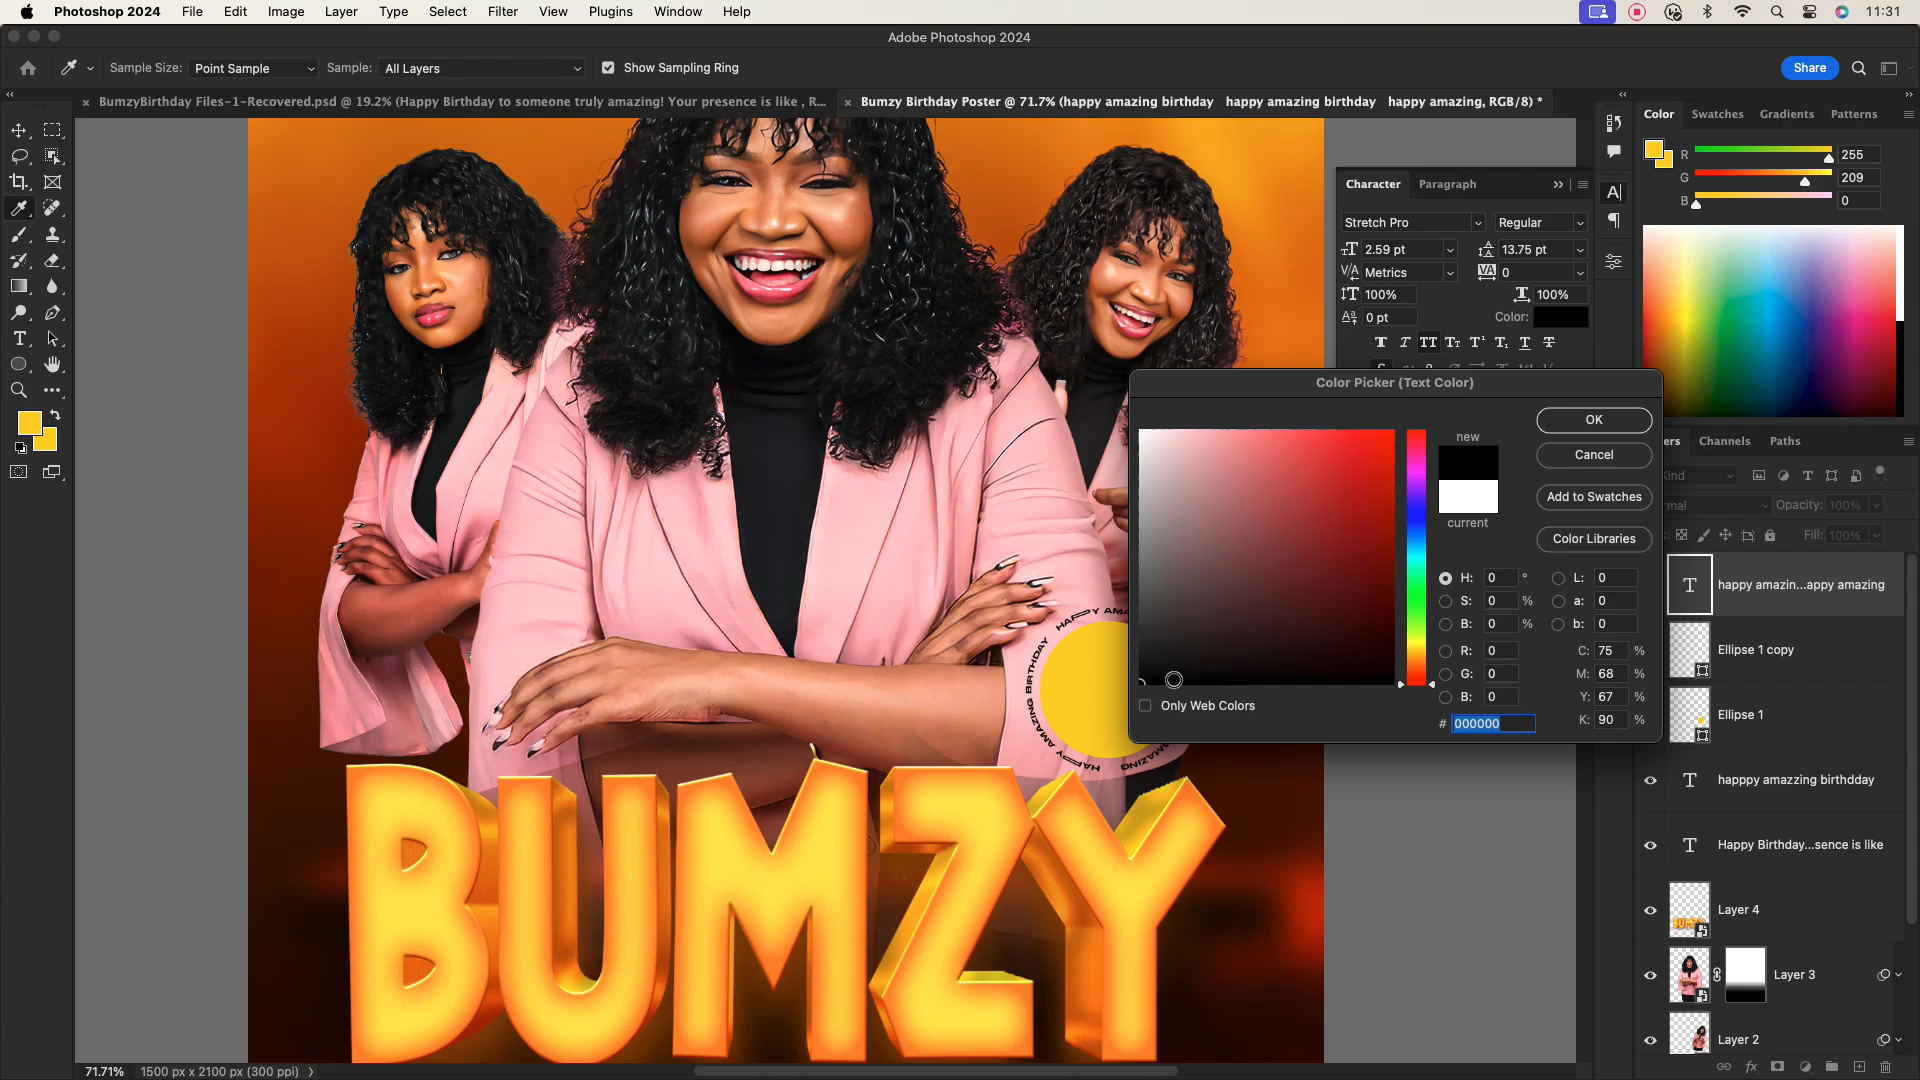 Photoshop 2024 File Edit Image Layer Type Select Filter View Plugins Window Help 11:31
Adobe Photoshop 2024
Sample Size: Point Sample Sample: All Layers Show Sampling Ring Share
BumzyBirthday Files-1-Recovered.psd @ 19.2% (Happy Birthday to someone truly amazing! Your presence is like , R...
Bumzy Birthday Poster @ 71.7% (happy amazing birthday happy amazing birthday happy amazing, RGB/8) *
Color Swatches Gradients Patterns
R 255
G 209
B 0
Character Paragraph
Stretch Pro Regular
2.59 pt 13.75 pt
Metrics 0
100% 100%
0 pt Color:
Color Picker (Text Color)
new
current
OK
Cancel
Add to Swatches
Color Libraries
H: 0 ° L: 0
S: 0 % a: 0
B: 0 % b: 0
R: 0 C: 75 %
G: 0 M: 68 %
B: 0 Y: 67 %
# 000000 K: 90 %
Only Web Colors
ers Channels Paths
Kind
mal Opacity: 100%
Fill: 100%
happy amazin...appy amazing
Ellipse 1 copy
Ellipse 1
happpy amazzing birthdday
Happy Birthday...sence is like
Layer 4
Layer 3
Layer 2
HAPPY AMA
HAPPY AMAZING BIRTHDAY
AMAZING
BUMZY
71.71% 1500 px x 2100 px (300 ppi)